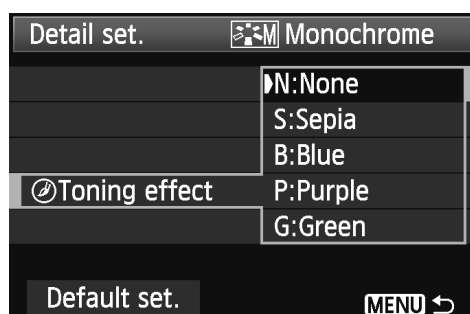 Detail set. M Monochrome
N:None
S:Sepia
B:Blue
Toning effect P:Purple
G:Green
Default set. MENU